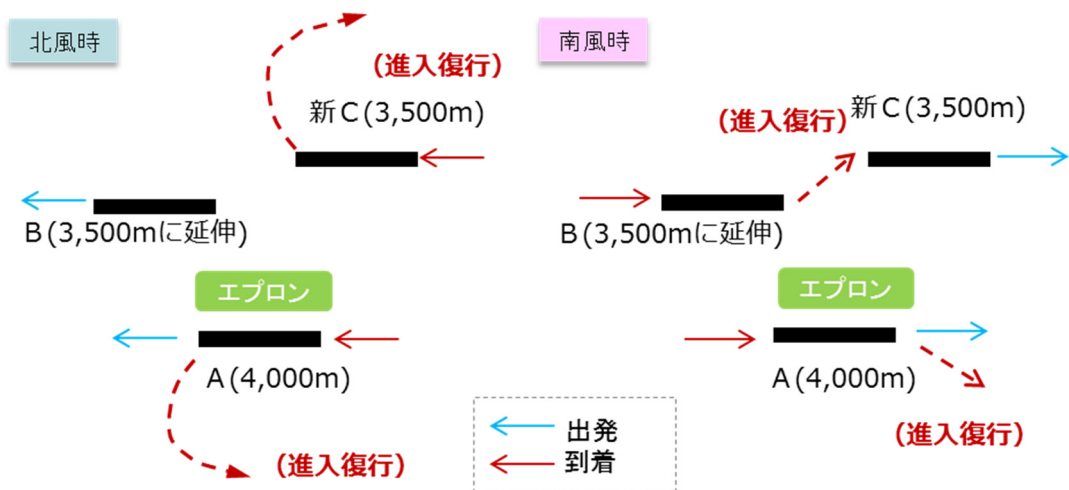 北風時
(進入復行)
新C(3,500m)
B(3,500mに延伸)
エプロン
A(4,000m)
(進入復行)
南風時
新C(3,500m)
(進入復行)
B(3,500mに延伸)
エプロン
A(4,000m)
(進入復行)
出発
到着